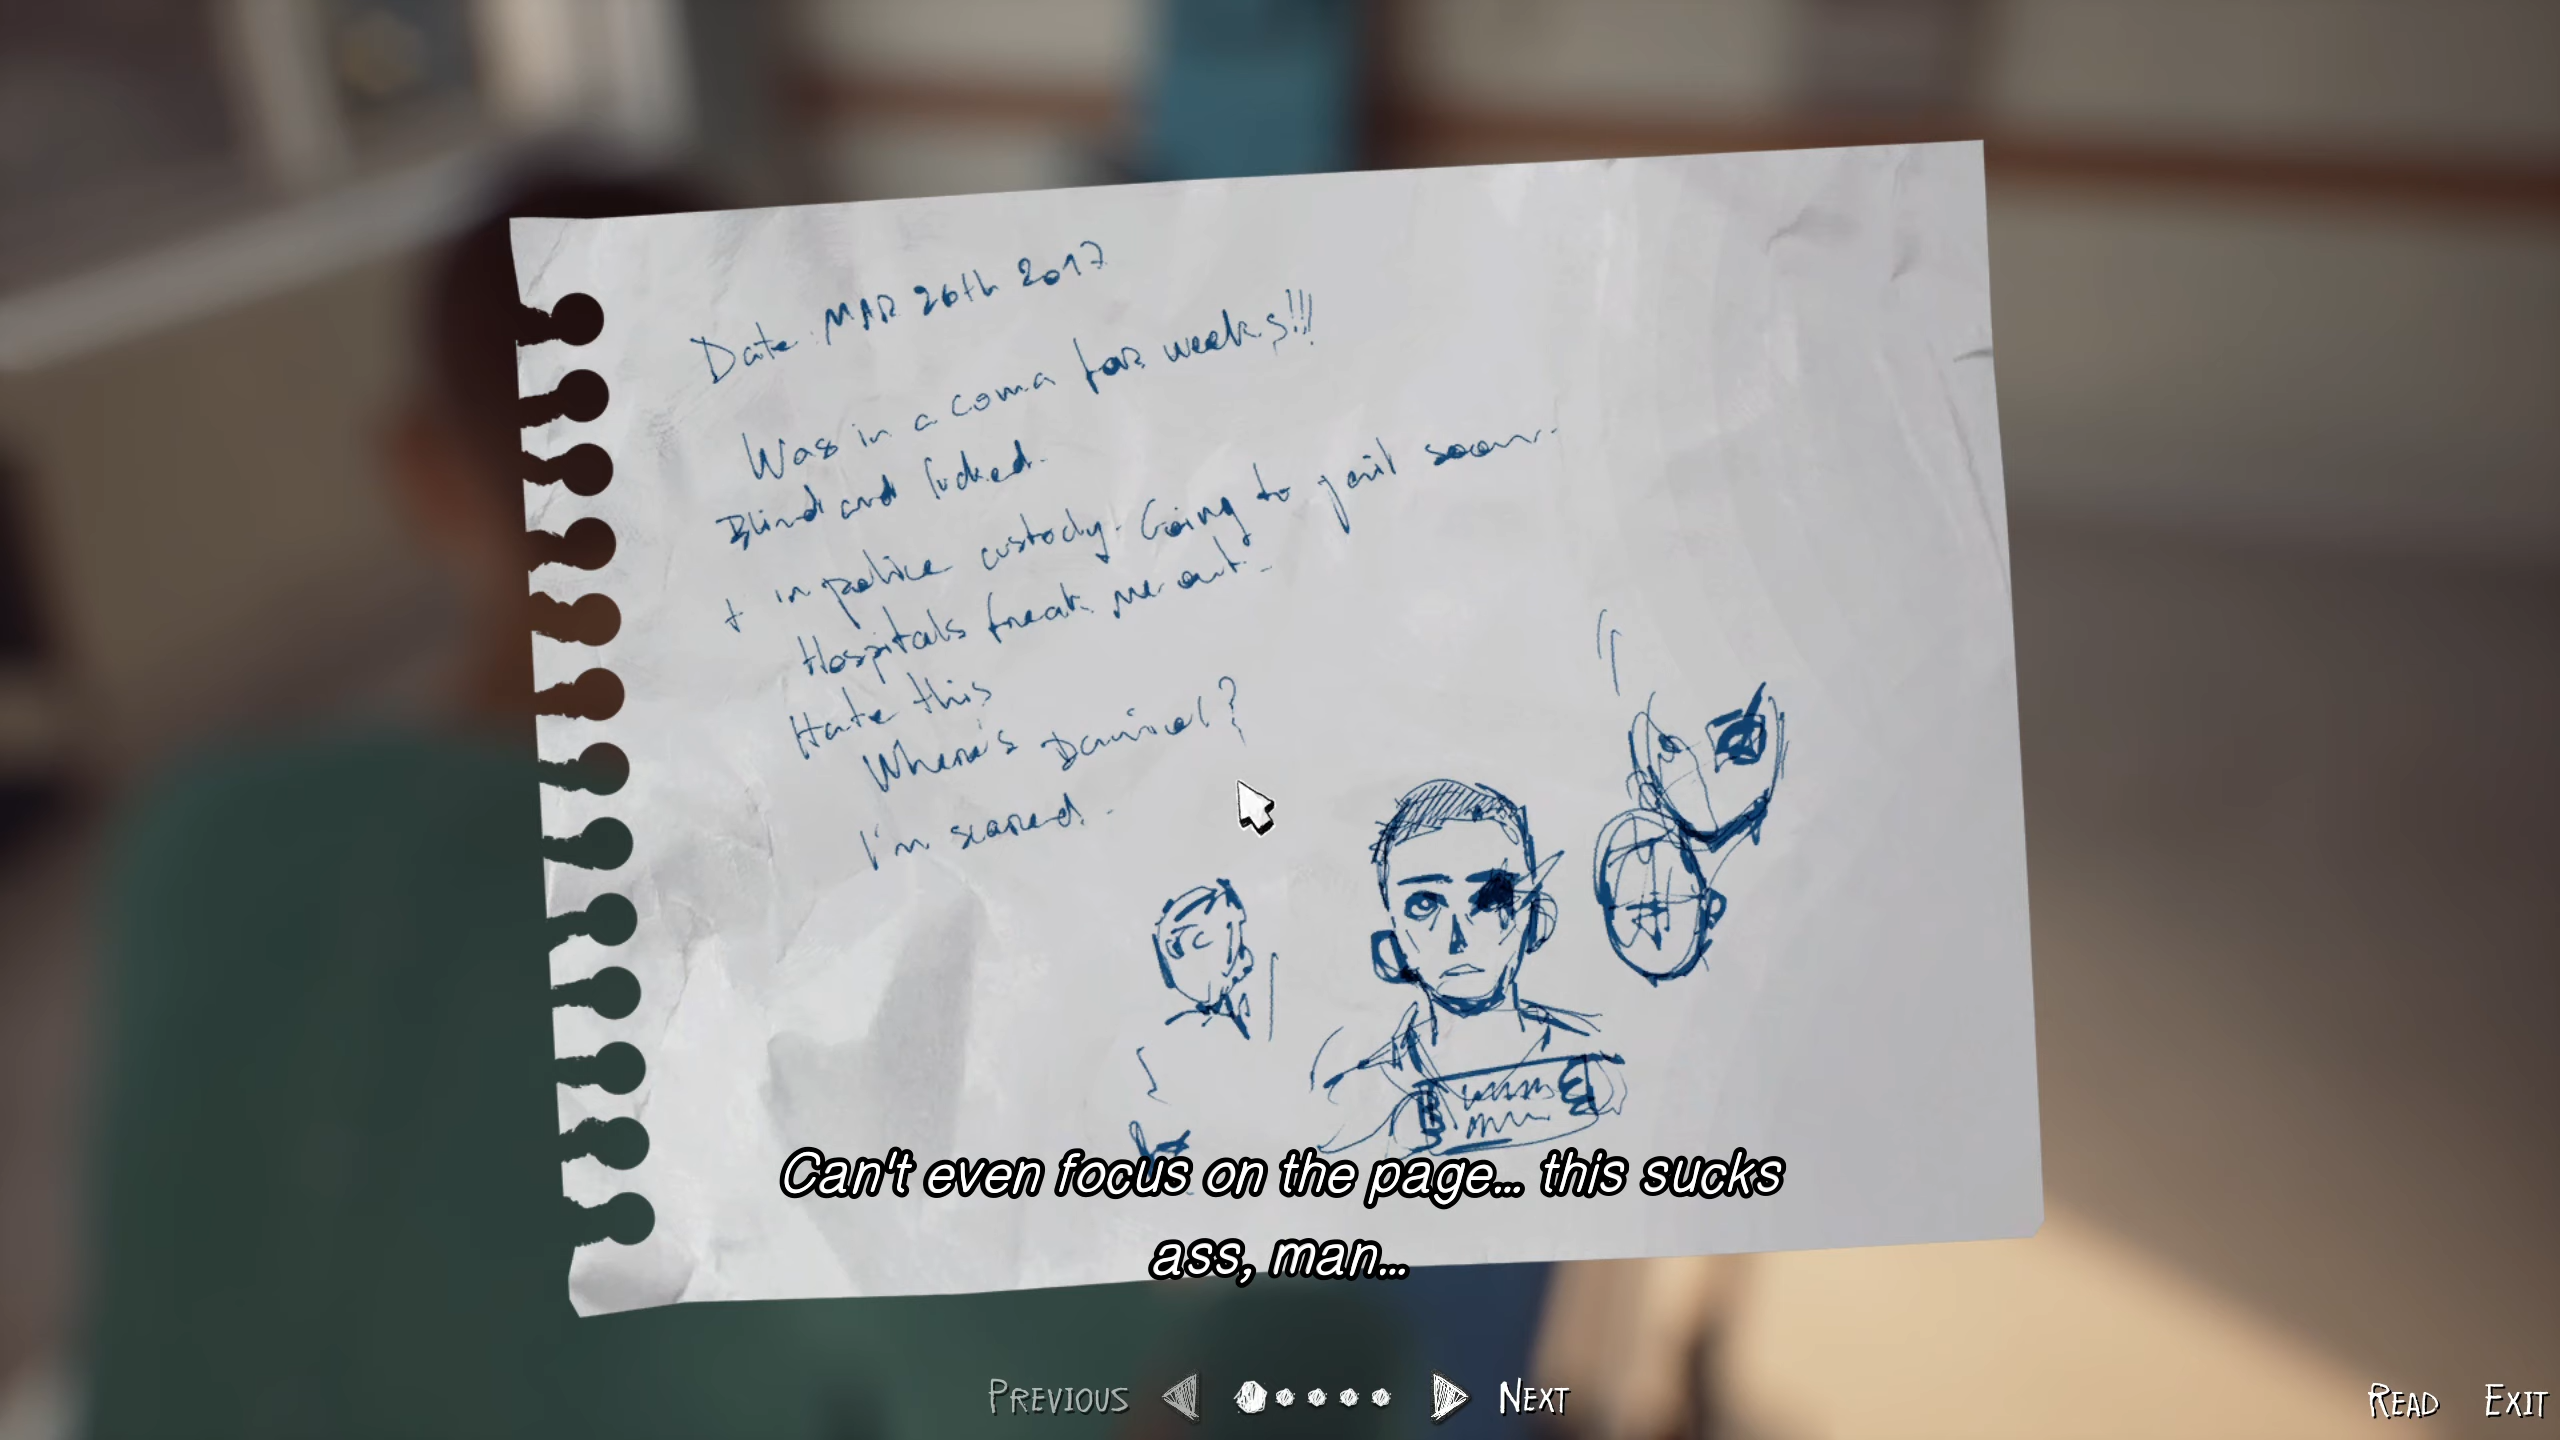 Date: MAR 26th 2017
Was in a coma for weeks!!!
Blind and fucked.
+ in police custody. Going to jail soon.
Hospitals freak me out.
Hate this
Where's Daniel?
I'm scared.
Can't even focus on the page... this sucks
ass, man...
PREVIOUS NEXT
READ EXIT